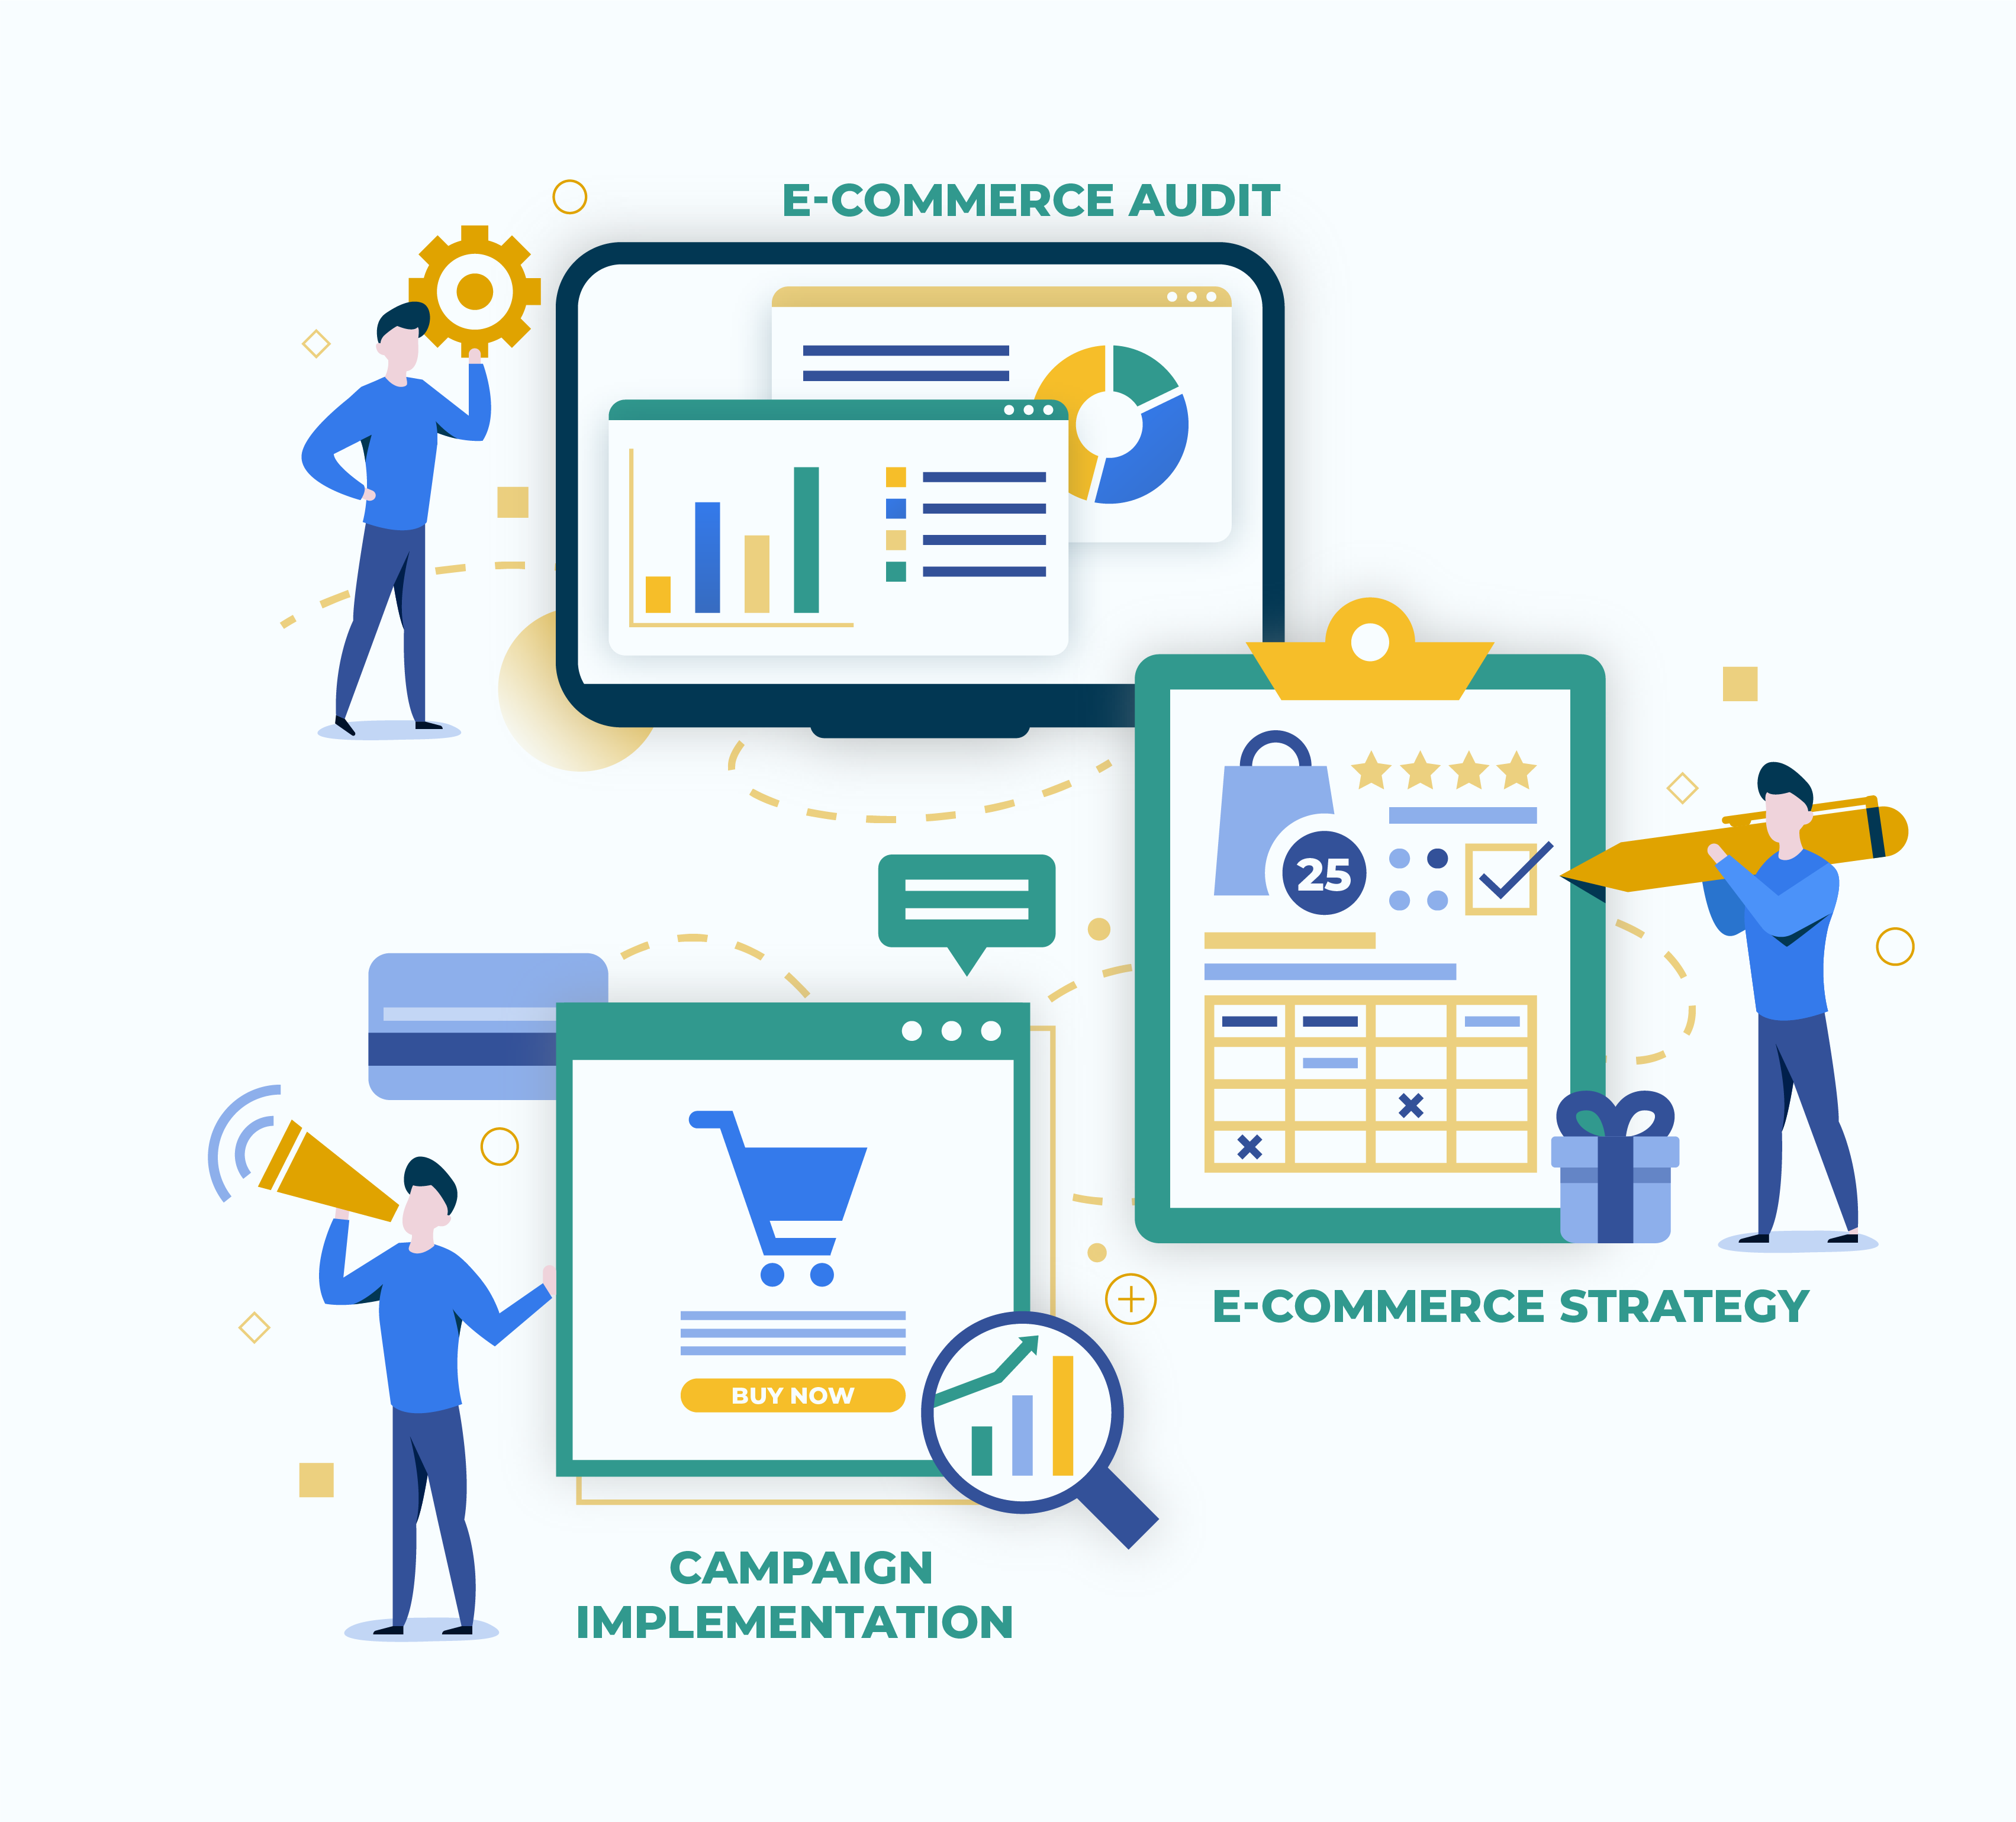 E-COMMERCE AUDIT
25
BUY NOW
E-COMMERCE STRATEGY
CAMPAIGN
IMPLEMENTATION